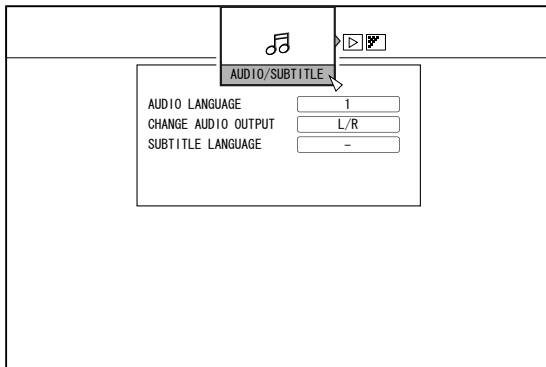 AUDIO/SUBTITLE
AUDIO LANGUAGE 1
CHANGE AUDIO OUTPUT L/R
SUBTITLE LANGUAGE –